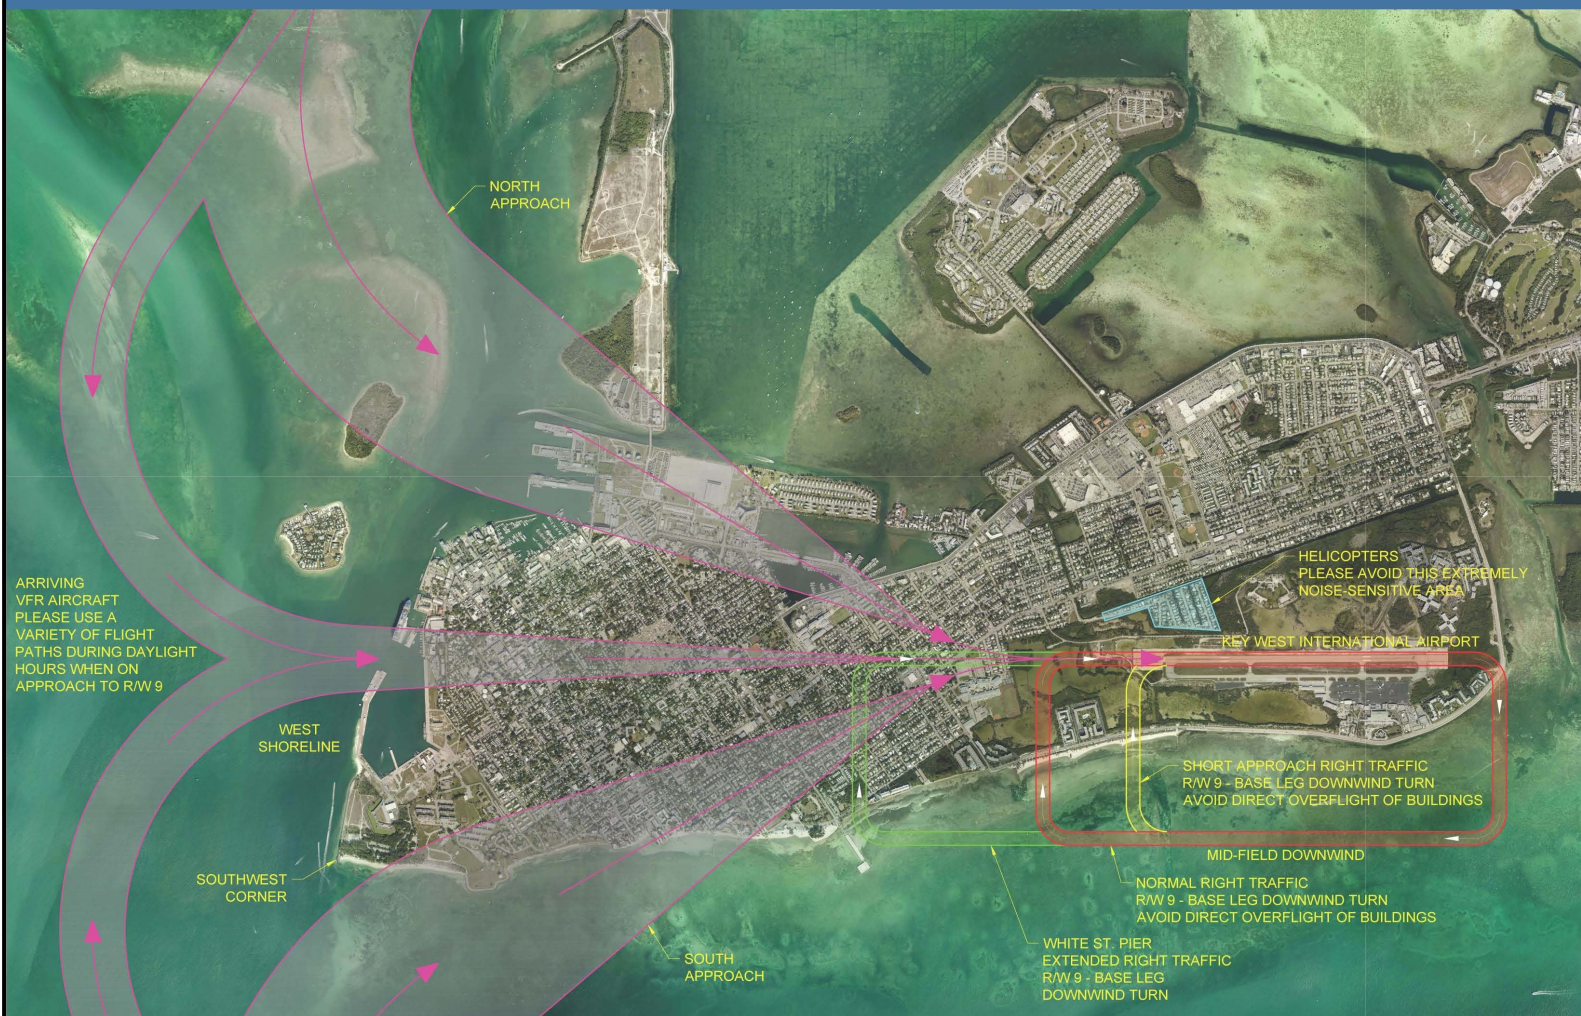 NORTH
APPROACH
ARRIVING
VFR AIRCRAFT
PLEASE USE A
VARIETY OF FLIGHT
PATHS DURING DAYLIGHT
HOURS WHEN ON
APPROACH TO R/W 9
HELICOPTERS
PLEASE AVOID THIS EXTREMELY
NOISE-SENSITIVE AREA
KEY WEST INTERNATIONAL AIRPORT
WEST
SHORELINE
SHORT APPROACH RIGHT TRAFFIC
R/W 9 - BASE LEG DOWNWIND TURN
AVOID DIRECT OVERFLIGHT OF BUILDINGS
MID-FIELD DOWNWIND
SOUTHWEST
CORNER
NORMAL RIGHT TRAFFIC
R/W 9 - BASE LEG DOWNWIND TURN
AVOID DIRECT OVERFLIGHT OF BUILDINGS
SOUTH
APPROACH
WHITE ST. PIER
EXTENDED RIGHT TRAFFIC
R/W 9 - BASE LEG
DOWNWIND TURN